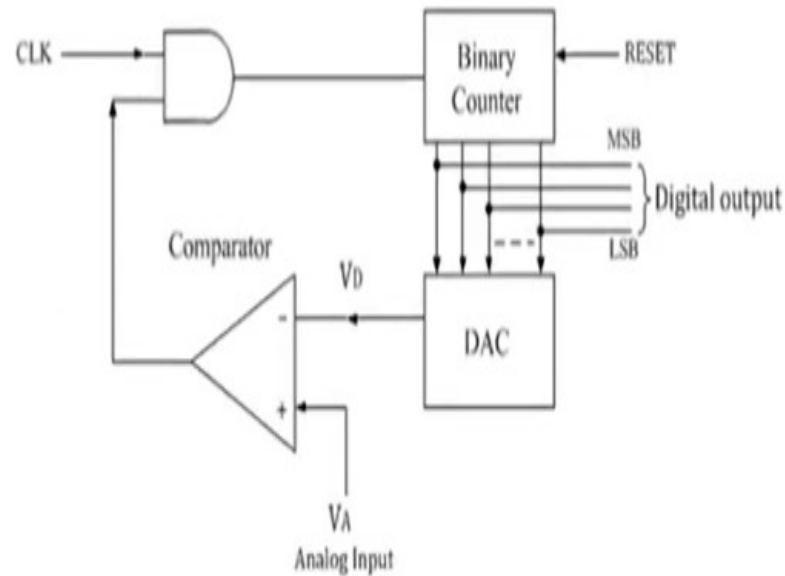 CLK
Binary
Counter
RESET
MSB
Digital output
LSB
Comparator
VD
DAC
-
+
VA
Analog Input